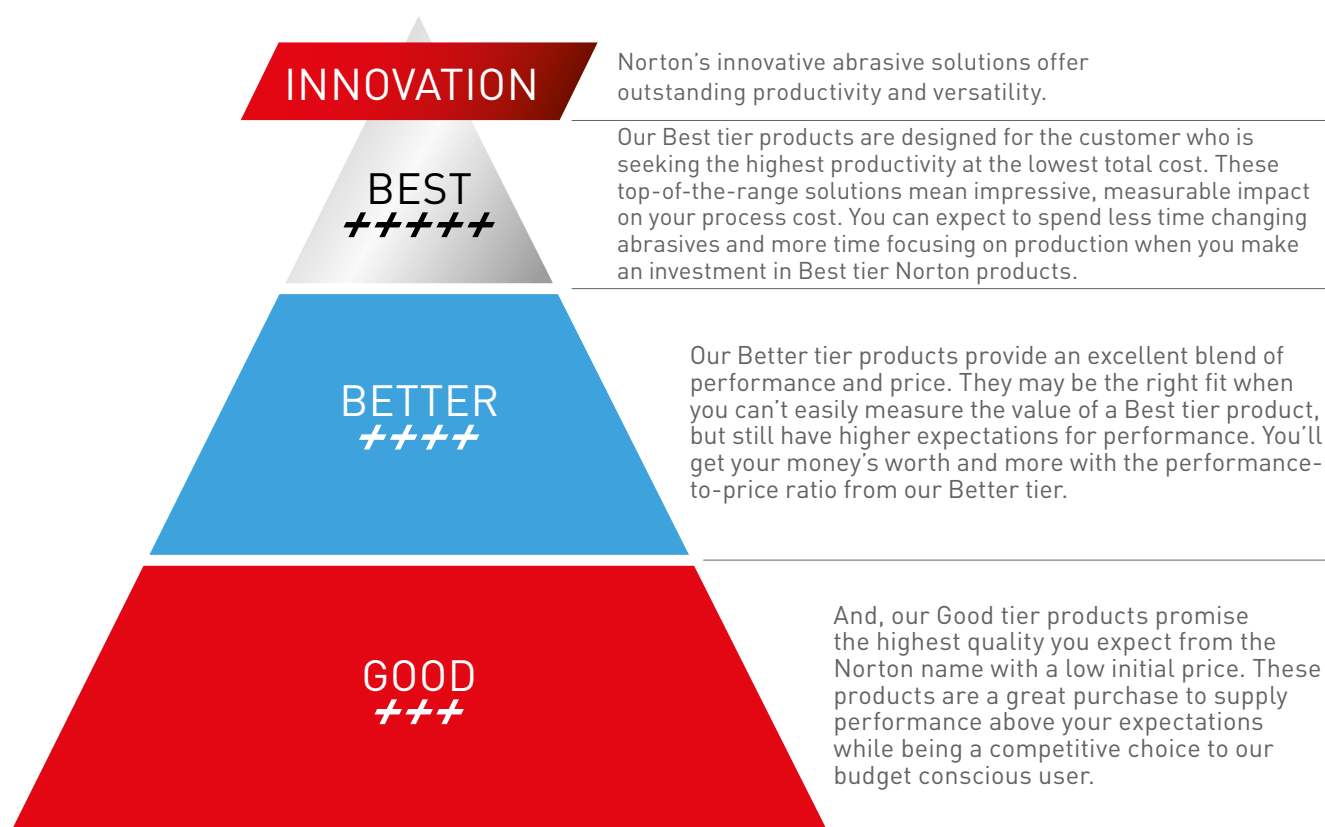 INNOVATION
Norton’s innovative abrasive solutions offer
outstanding productivity and versatility.
BEST
+++++
Our Best tier products are designed for the customer who is
seeking the highest productivity at the lowest total cost. These
top-of-the-range solutions mean impressive, measurable impact
on your process cost. You can expect to spend less time changing
abrasives and more time focusing on production when you make
an investment in Best tier Norton products.
BETTER
++++
Our Better tier products provide an excellent blend of
performance and price. They may be the right fit when
you can’t easily measure the value of a Best tier product,
but still have higher expectations for performance. You’ll
get your money’s worth and more with the performance-
to-price ratio from our Better tier.
GOOD
+++
And, our Good tier products promise
the highest quality you expect from the
Norton name with a low initial price. These
products are a great purchase to supply
performance above your expectations
while being a competitive choice to our
budget conscious user.